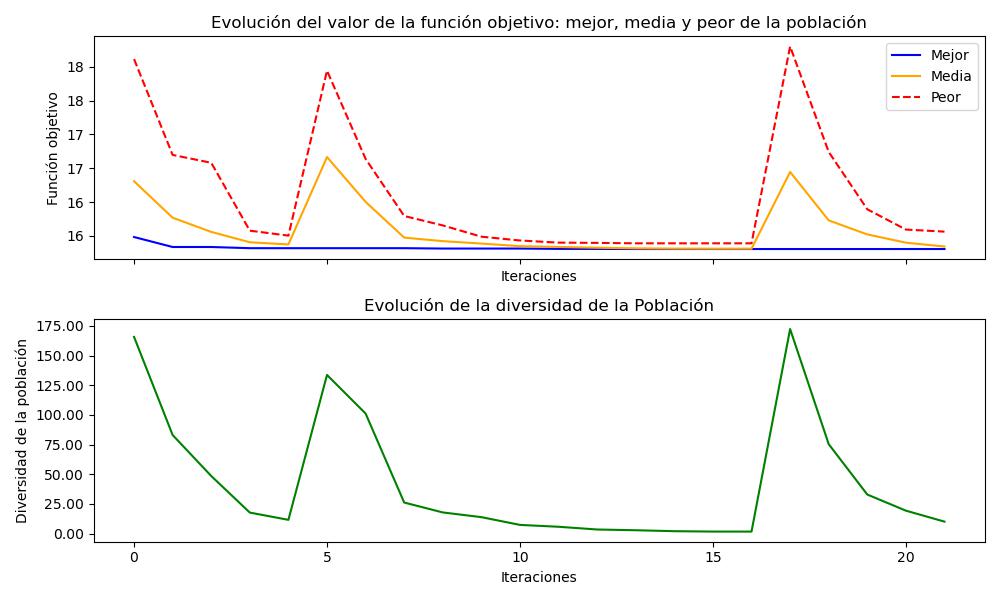 Evolución del valor de la función objetivo: mejor, media y peor de la población
Función objetivo
18
18
17
17
16
16
Mejor
Media
Peor
Iteraciones
Evolución de la diversidad de la Población
Diversidad de la población
175.00
150.00
125.00
100.00
75.00
50.00
25.00
0.00
0
5
10
15
20
Iteraciones